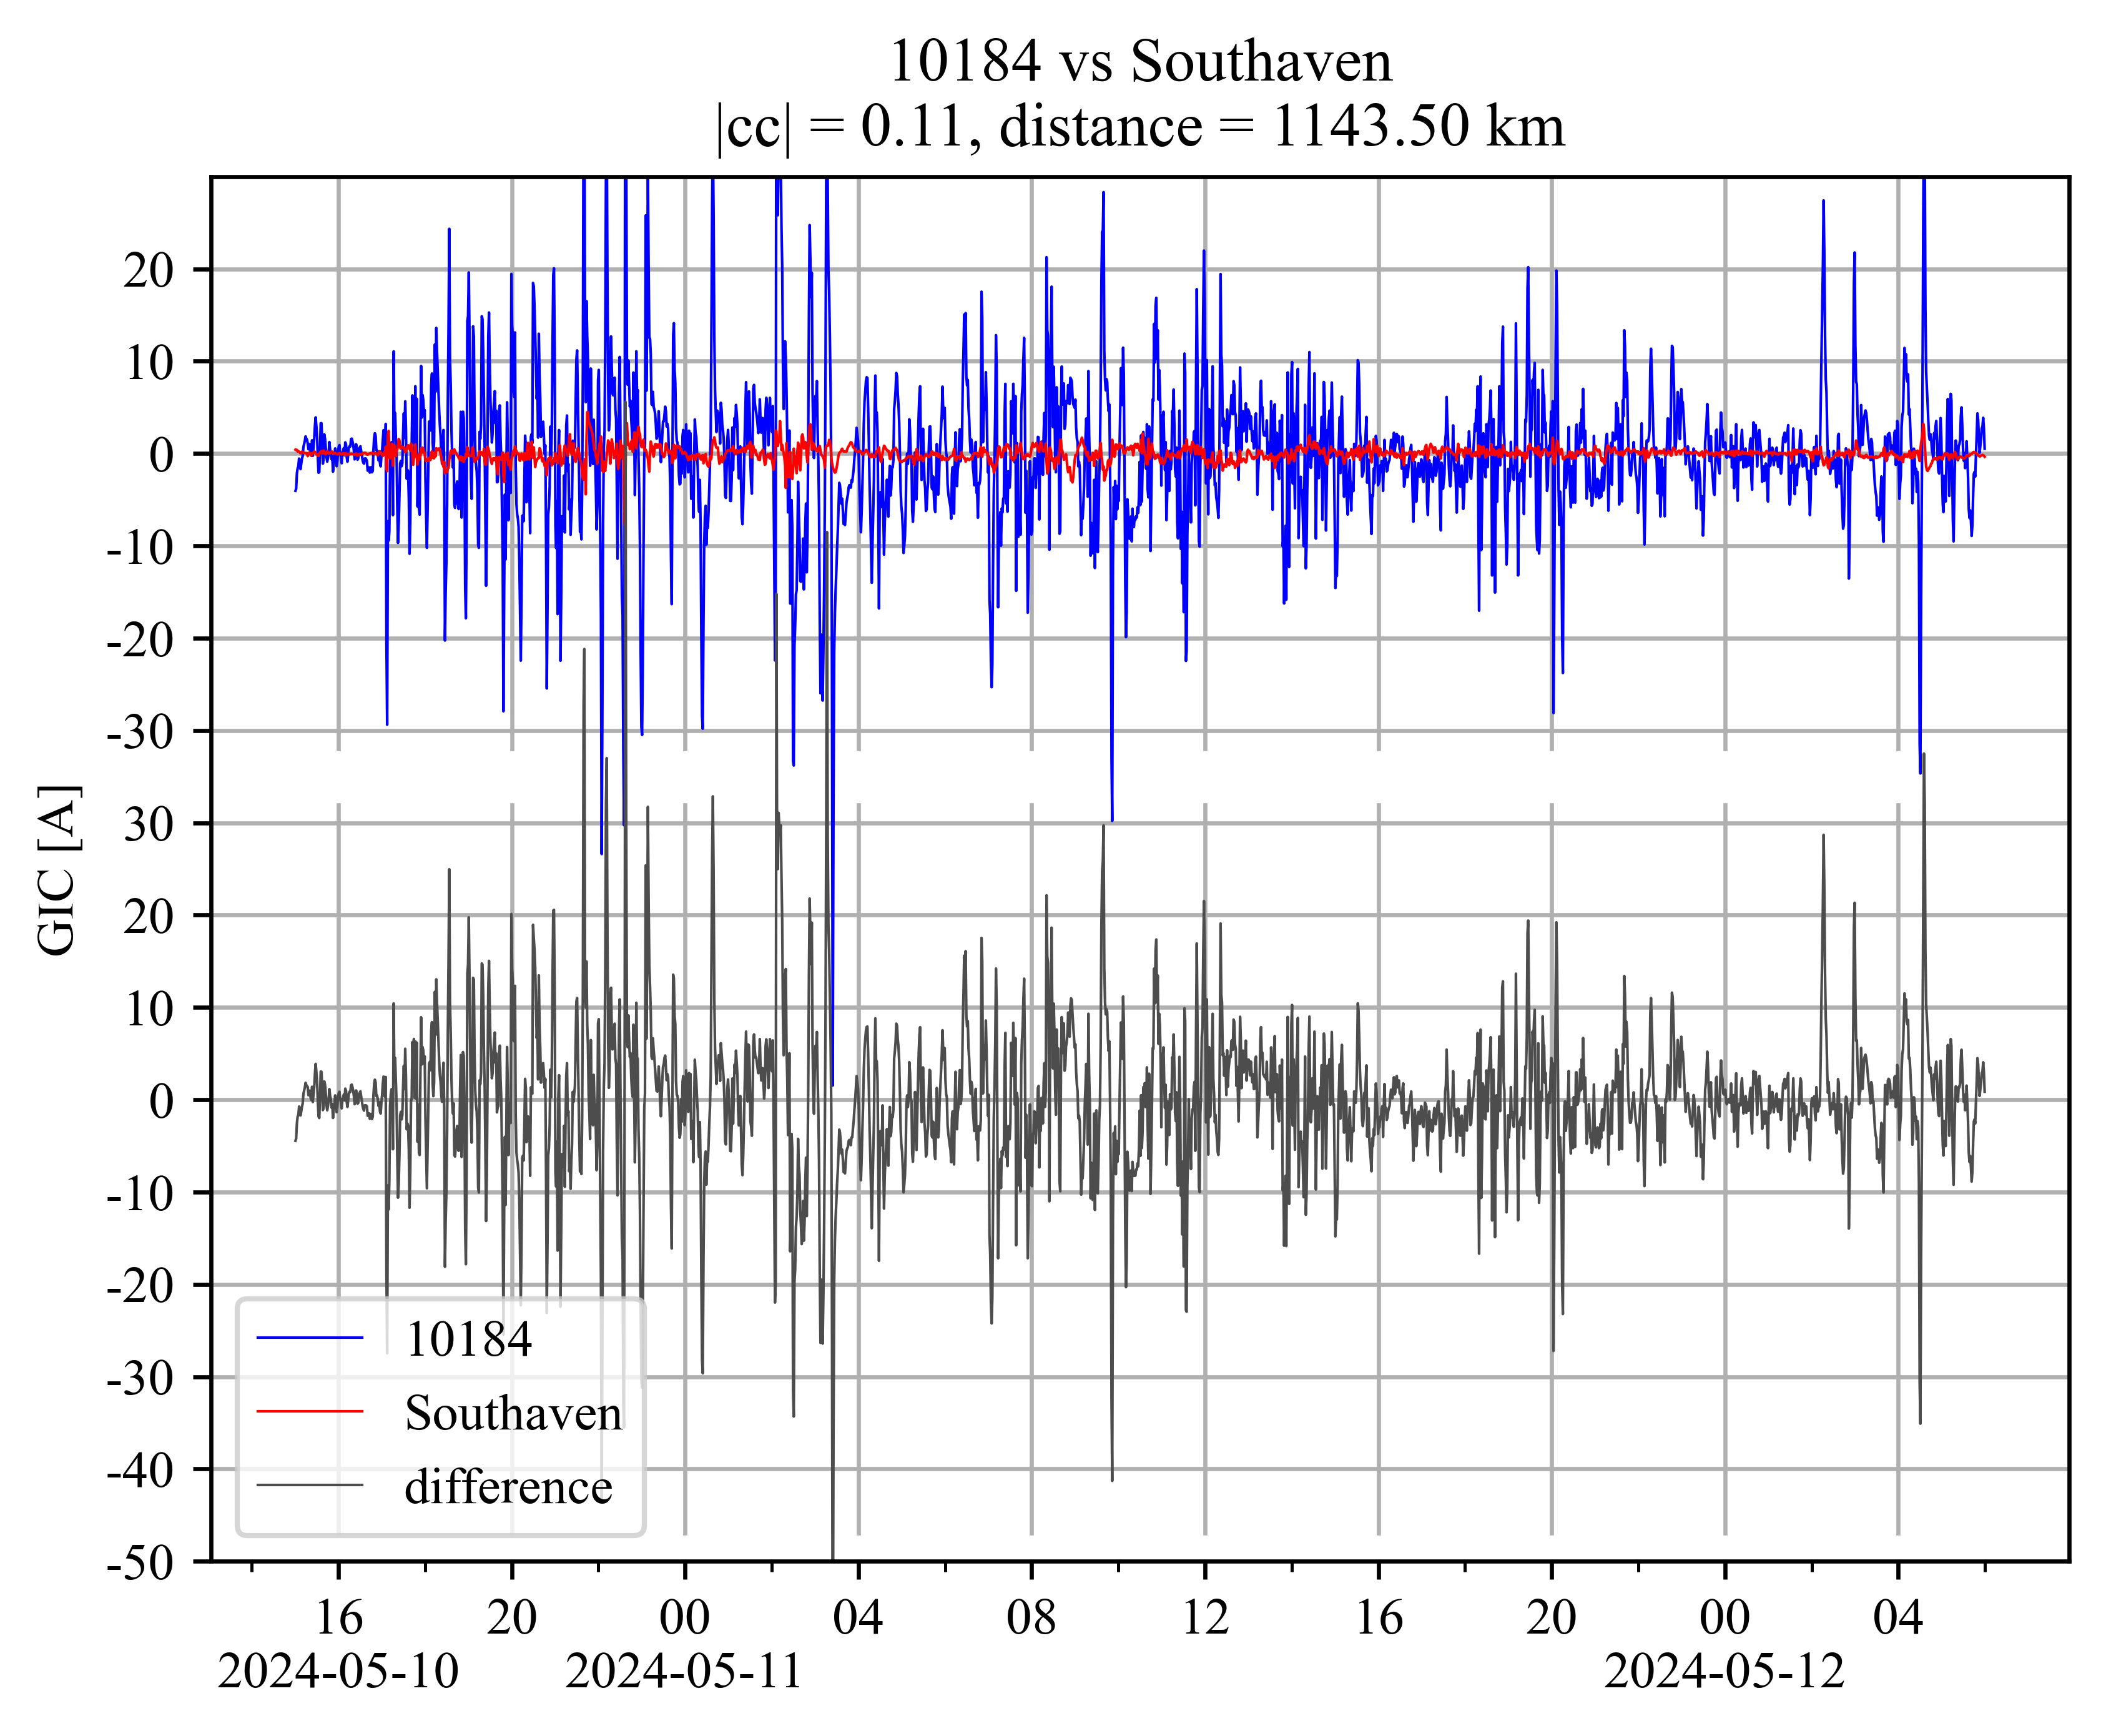 10184 vs Southaven
|cc| = 0.11, distance = 1143.50 km
GIC [A]
20
10
0
-10
-20
-30
30
20
10
0
-10
-20
-30
-40
-50
10184
Southaven
difference
16 20 00 04 08 12 16 20 00 04
2024-05-10 2024-05-11 2024-05-12